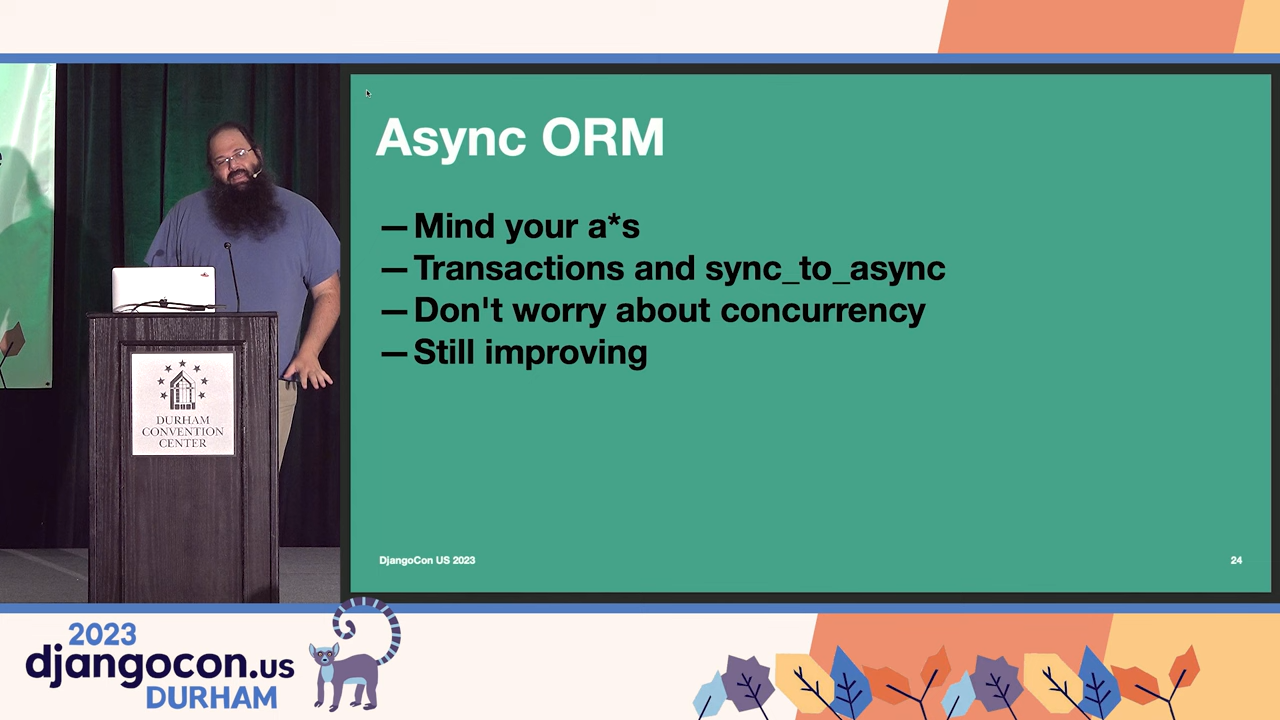 Async ORM
—Mind your a*s
—Transactions and sync_to_async
—Don't worry about concurrency
—Still improving
DjangoCon US 2023
24
DURHAM
CONVENTION
CENTER
2023
djangocon.us
DURHAM